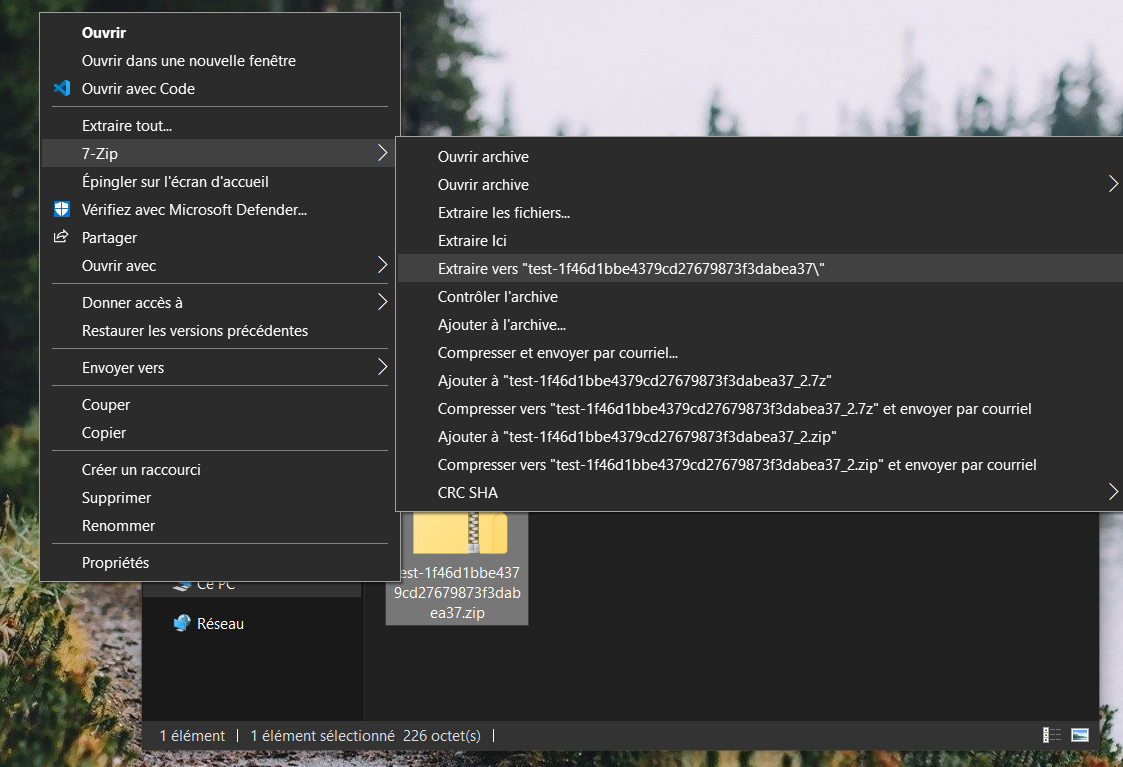 Ouvrir
Ouvrir dans une nouvelle fenêtre
Ouvrir avec Code
Extraire tout...
7-Zip
Épingler sur l'écran d'accueil
Vérifiez avec Microsoft Defender...
Partager
Ouvrir avec
Donner accès à
Restaurer les versions précédentes
Envoyer vers
Couper
Copier
Créer un raccourci
Supprimer
Renommer
Propriétés
Ouvrir archive
Ouvrir archive
Extraire les fichiers...
Extraire Ici
Extraire vers "test-1f46d1bbe4379cd27679873f3dabea37\"
Contrôler l'archive
Ajouter à l'archive...
Compresser et envoyer par courriel...
Ajouter à "test-1f46d1bbe4379cd27679873f3dabea37_2.7z"
Compresser vers "test-1f46d1bbe4379cd27679873f3dabea37_2.7z" et envoyer par courriel
Ajouter à "test-1f46d1bbe4379cd27679873f3dabea37_2.zip"
Compresser vers "test-1f46d1bbe4379cd27679873f3dabea37_2.zip" et envoyer par courriel
CRC SHA
est-1f46d1bbe437
9cd27679873f3dab
ea37.zip
Ce PC
Réseau
1 élément | 1 élément sélectionné 226 octet(s) |